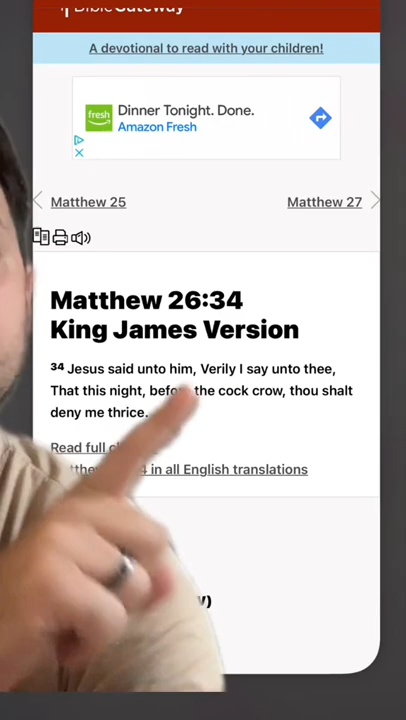 BibleGateway
A devotional to read with your children!
fresh
Dinner Tonight. Done.
Amazon Fresh
Matthew 25
Matthew 27
Matthew 26:34
King James Version
34 Jesus said unto him, Verily I say unto thee,
That this night, before the cock crow, thou shalt
deny me thrice.
Read full
in all English translations